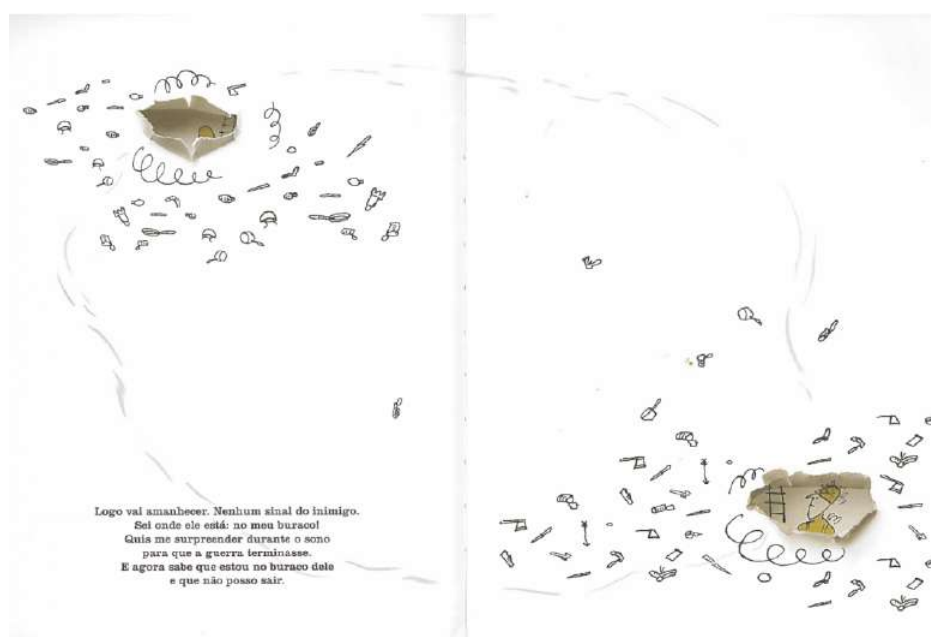 Logo vai amanhecer. Nenhum sinal do inimigo.
Sei onde ele está: no meu buraco!
Quis me surpreender durante o sono
para que a guerra terminasse.
E agora sabe que estou no buraco dele
e que não posso sair.